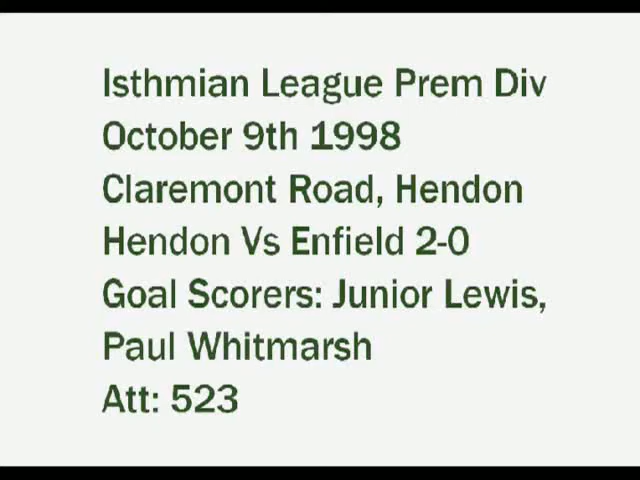 Isthmian League Prem Div
October 9th 1998
Claremont Road, Hendon
Hendon Vs Enfield 2-0
Goal Scorers: Junior Lewis,
Paul Whitmarsh
Att: 523